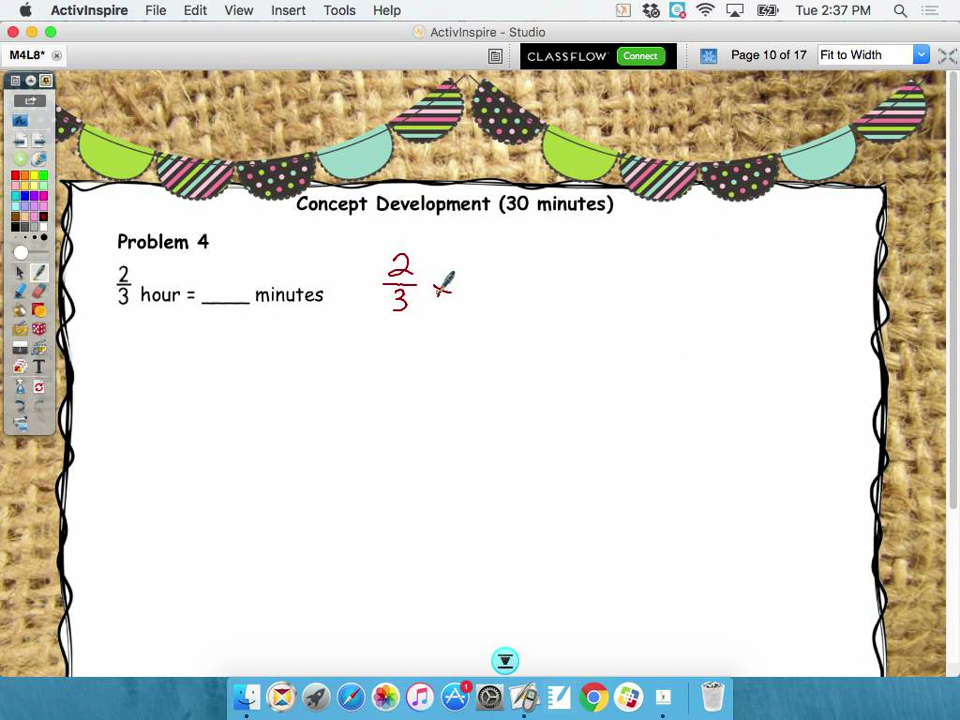 ActivInspire File Edit View Insert Tools Help Tue 2:37 PM
ActivInspire - Studio
M4L8* CLASSFLOW Connect Page 10 of 17 Fit to Width
Concept Development (30 minutes)
Problem 4
2/3 hour = ____ minutes 2/3 ×
T
1